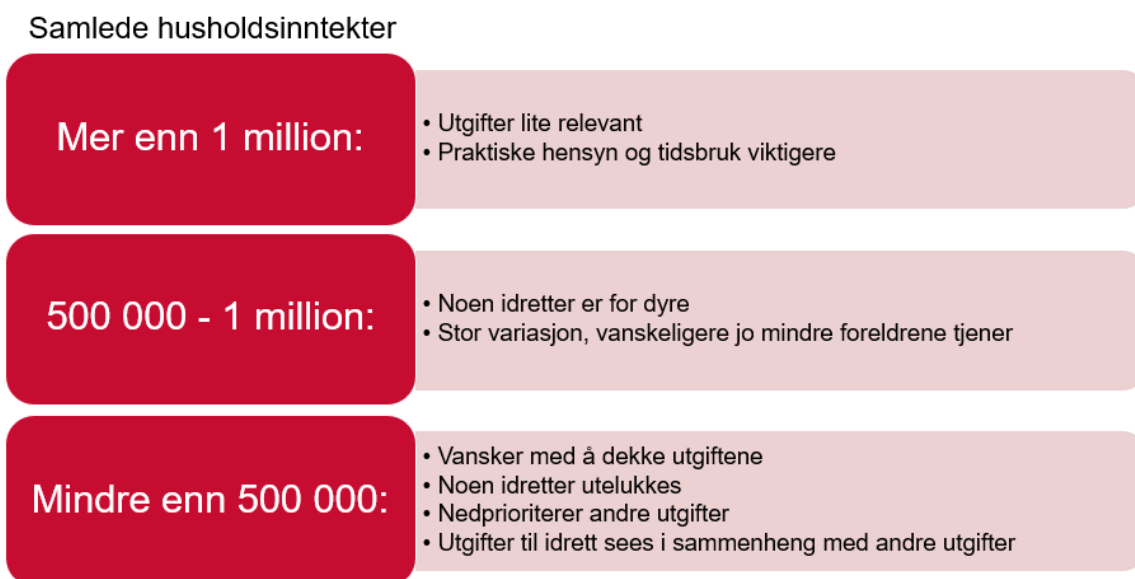 Samlede husholdsinntekter
Mer enn 1 million:
• Utgifter lite relevant
• Praktiske hensyn og tidsbruk viktigere
500 000 - 1 million:
• Noen idretter er for dyre
• Stor variasjon, vanskeligere jo mindre foreldrene tjener
Mindre enn 500 000:
• Vansker med å dekke utgiftene
• Noen idretter utelukkes
• Nedprioriterer andre utgifter
• Utgifter til idrett sees i sammenheng med andre utgifter